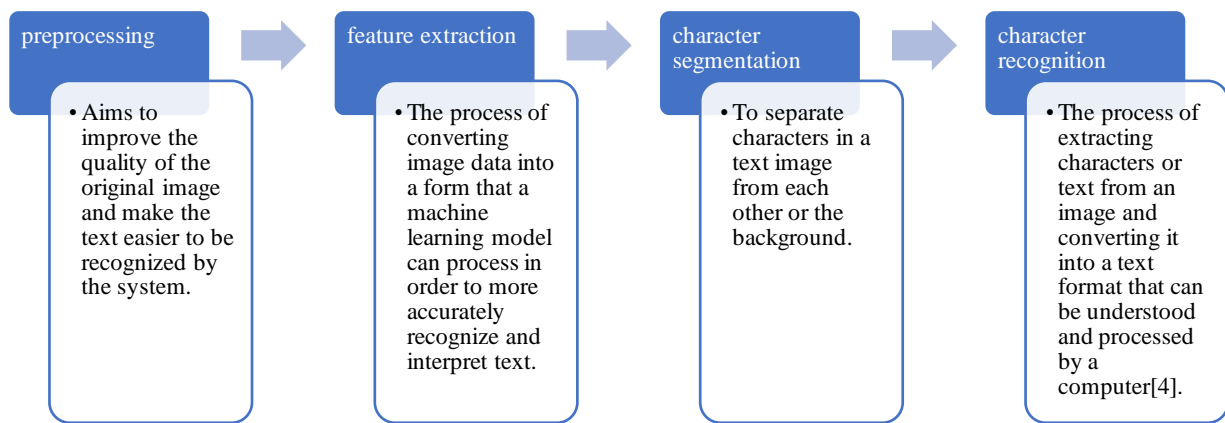 preprocessing
• Aims to
improve the
quality of the
original image
and make the
text easier to be
recognized by
the system.
feature extraction
• The process of
converting
image data into
a form that a
machine
learning model
can process in
order to more
accurately
recognize and
interpret text.
character
segmentation
• To separate
characters in a
text image
from each
other or the
background.
character
recognition
• The process of
extracting
characters or
text from an
image and
converting it
into a text
format that can
be understood
and processed
by a
computer[4].